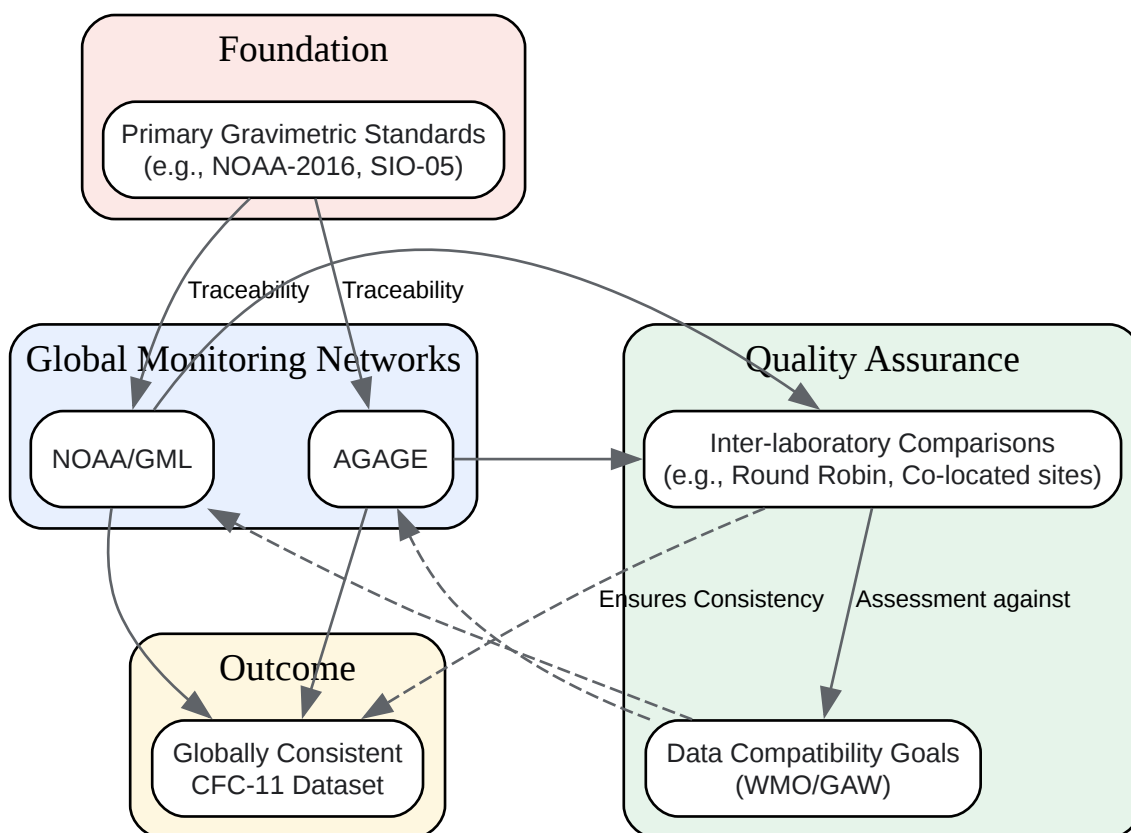 Foundation
Primary Gravimetric Standards
(e.g., NOAA-2016, SIO-05)
Traceability
Traceability
Global Monitoring Networks
NOAA/GML
AGAGE
Quality Assurance
Inter-laboratory Comparisons
(e.g., Round Robin, Co-located sites)
Ensures Consistency
Assessment against
Outcome
Globally Consistent
CFC-11 Dataset
Data Compatibility Goals
(WMO/GAW)